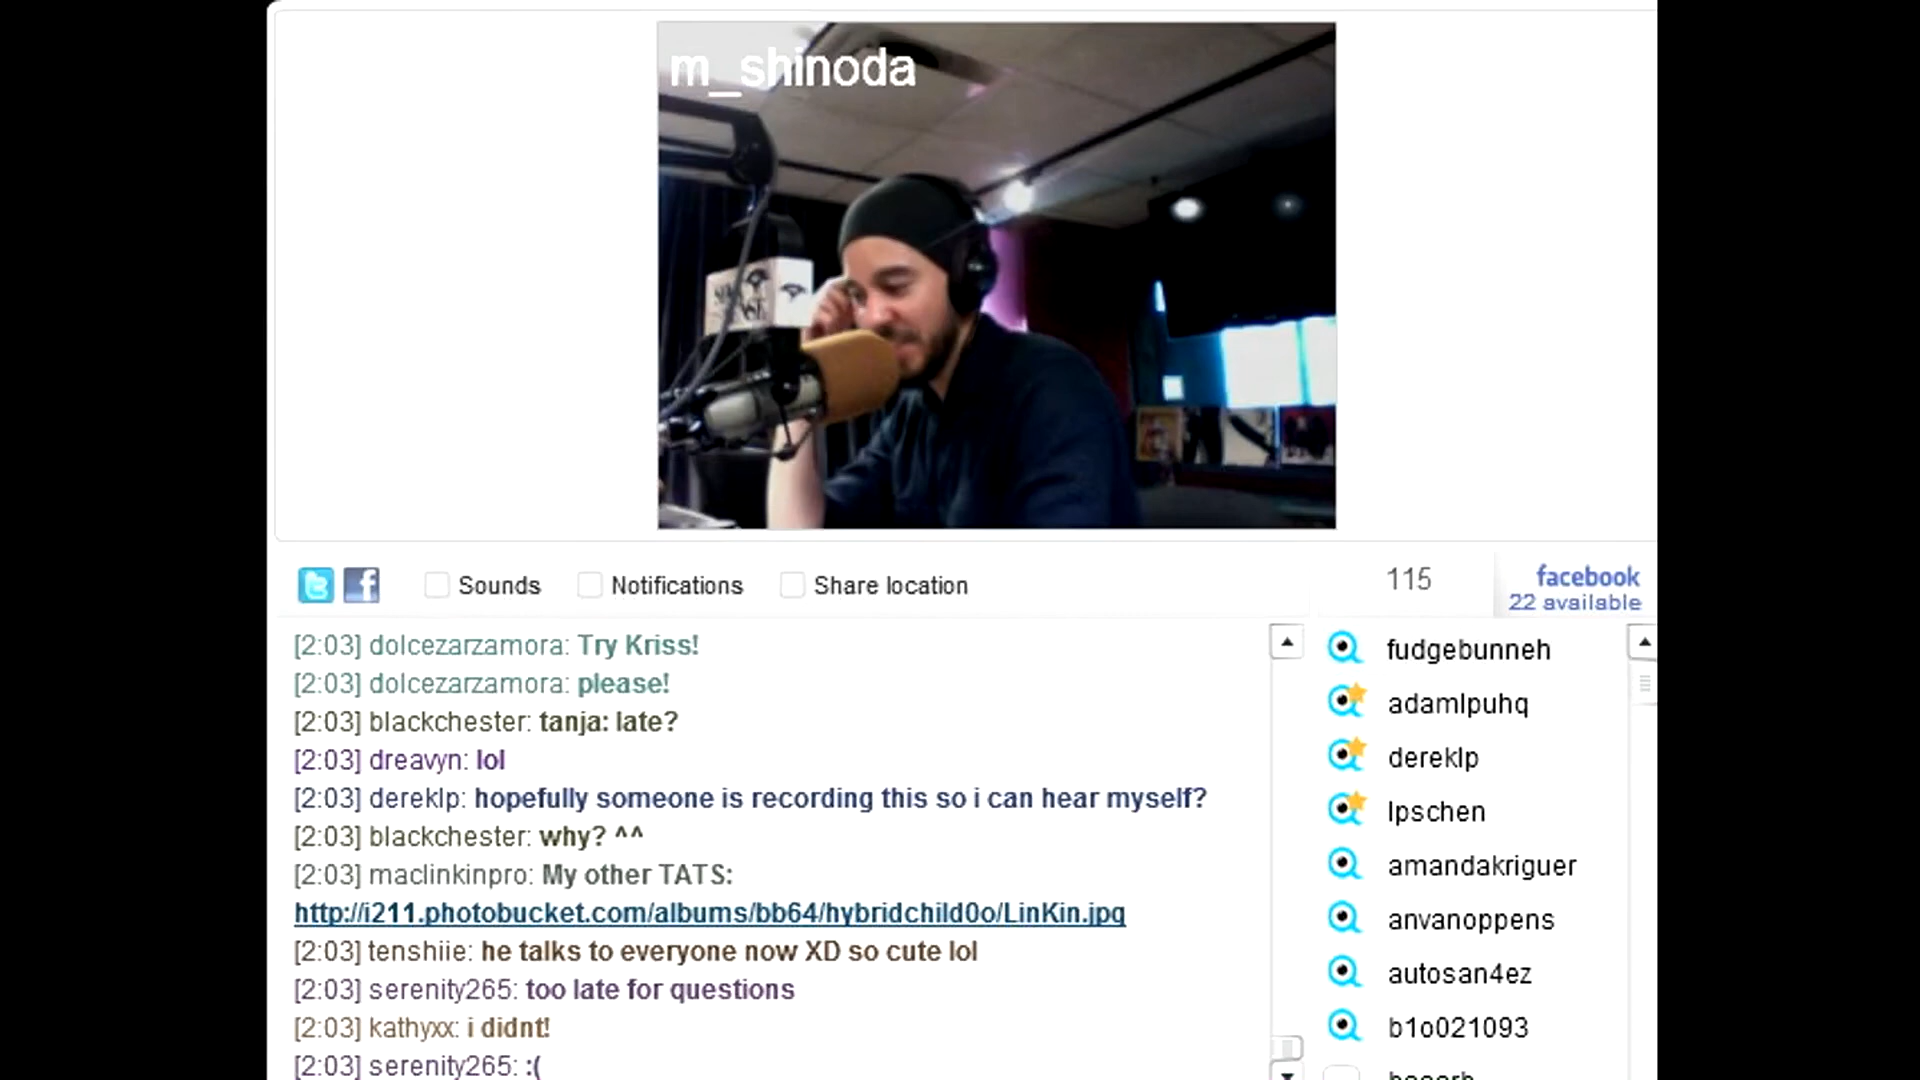 m_shinoda
Sounds
Notifications
Share location
115
facebook
22 available
[2:03] dolcezarzamora: Try Kriss!
[2:03] dolcezarzamora: please!
[2:03] blackchester: tanja: late?
[2:03] dreavyn: lol
[2:03] dereklp: hopefully someone is recording this so i can hear myself?
[2:03] blackchester: why? ^^
[2:03] maclinkinpro: My other TATS:
http://i211.photobucket.com/albums/bb64/hybridchild0o/LinKin.jpg
[2:03] tenshiie: he talks to everyone now XD so cute lol
[2:03] serenity265: too late for questions
[2:03] kathyxx: i didnt!
[2:03] serenity265: :(
fudgebunneh
adamlpuhq
dereklp
lpschen
amandakriguer
anvanoppens
autosan4ez
b1o021093